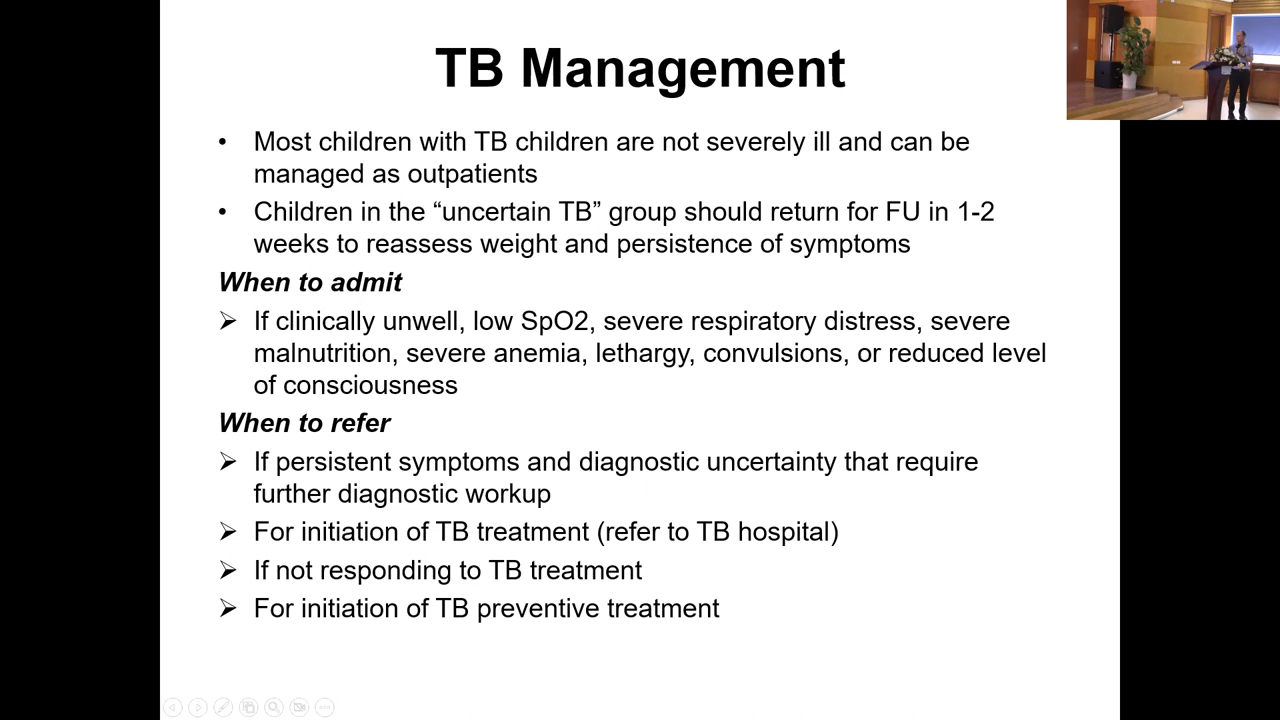 TB Management
• Most children with TB children are not severely ill and can be
managed as outpatients
• Children in the “uncertain TB” group should return for FU in 1-2
weeks to reassess weight and persistence of symptoms
When to admit
➢ If clinically unwell, low SpO2, severe respiratory distress, severe
malnutrition, severe anemia, lethargy, convulsions, or reduced level
of consciousness
When to refer
➢ If persistent symptoms and diagnostic uncertainty that require
further diagnostic workup
➢ For initiation of TB treatment (refer to TB hospital)
➢ If not responding to TB treatment
➢ For initiation of TB preventive treatment